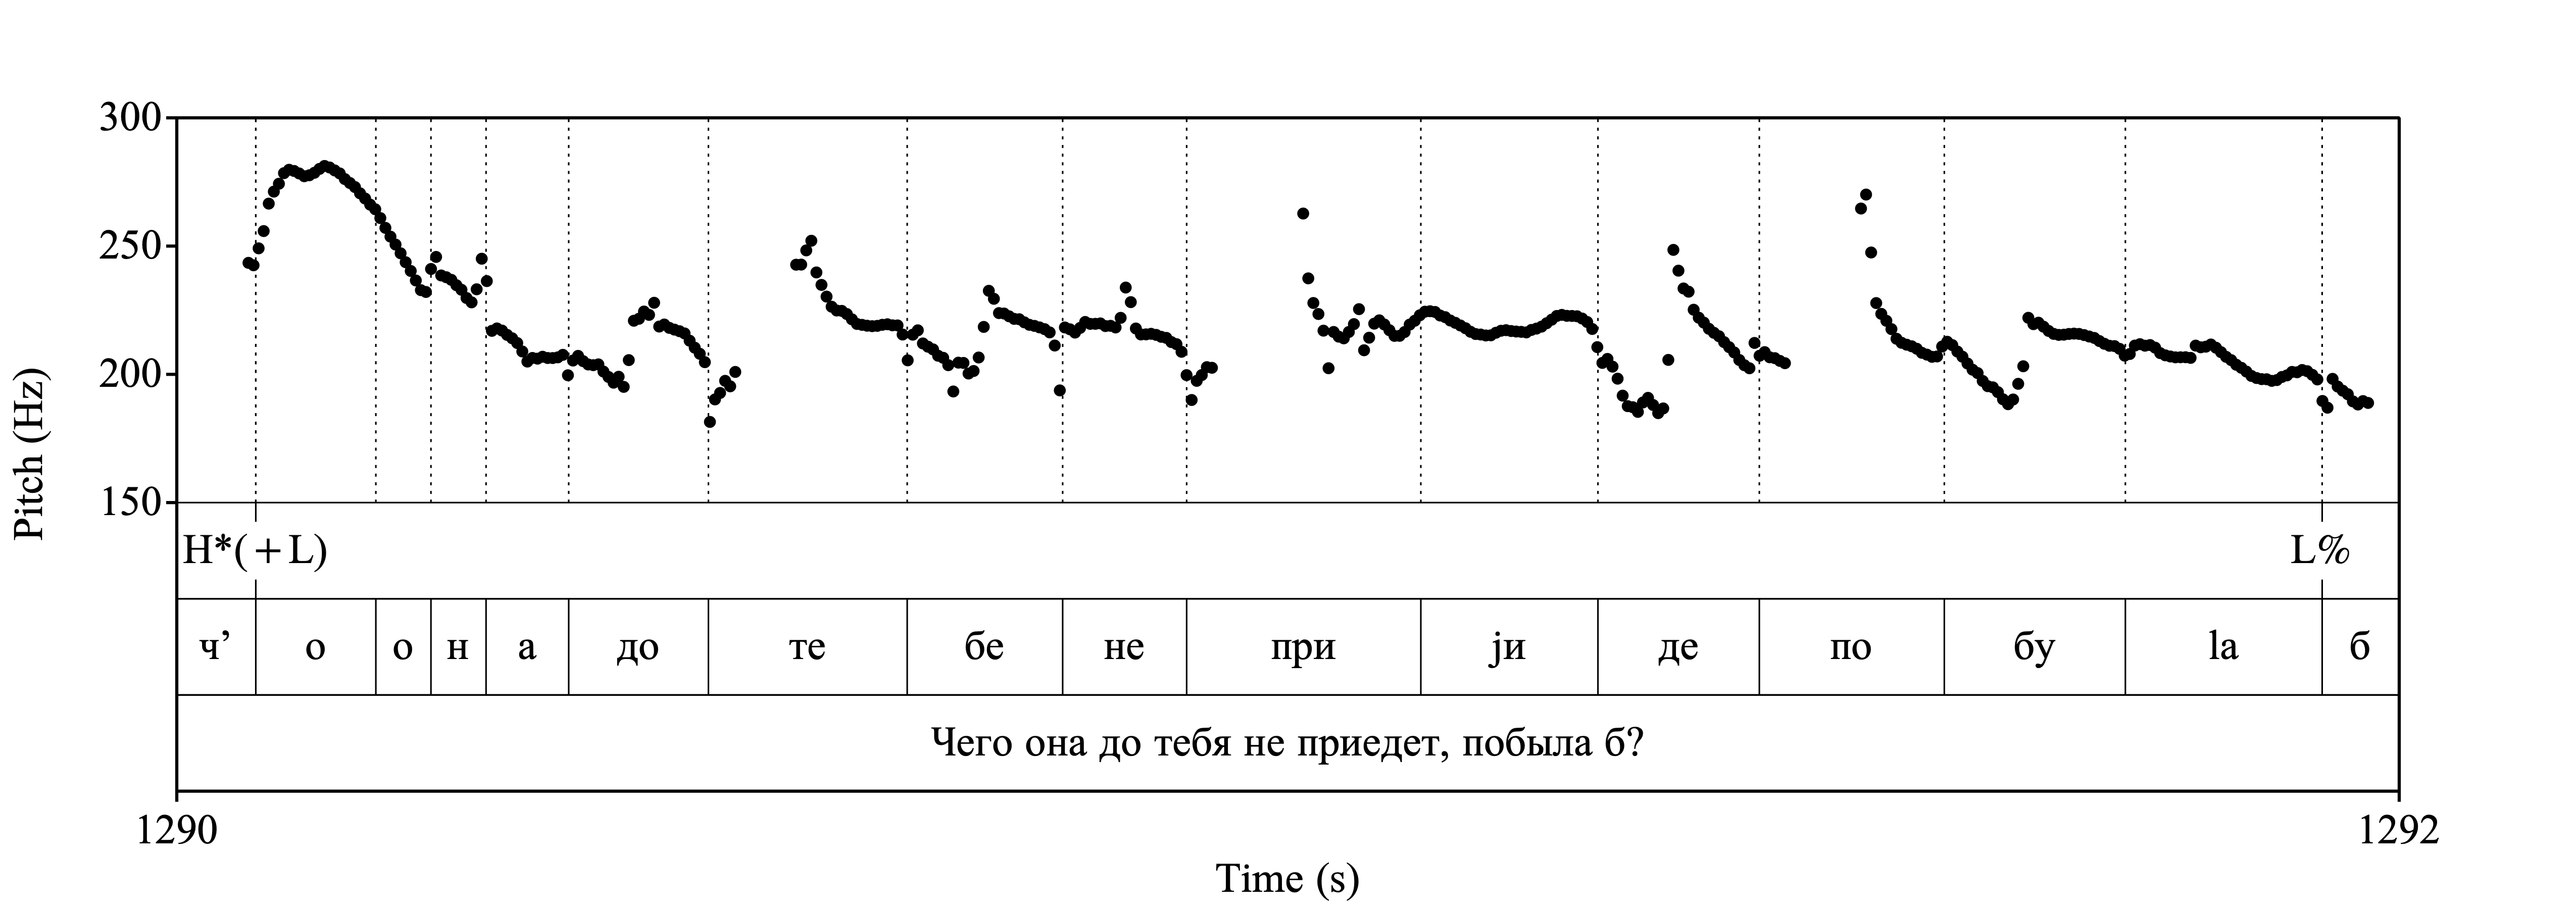 300
250
200
150
Pitch (Hz)
H*(+L) L%
ч’ о о н а до те бе не при ји де по бу la б
Чего она до тебя не приедет, побыла б?
1290 1292
Time (s)